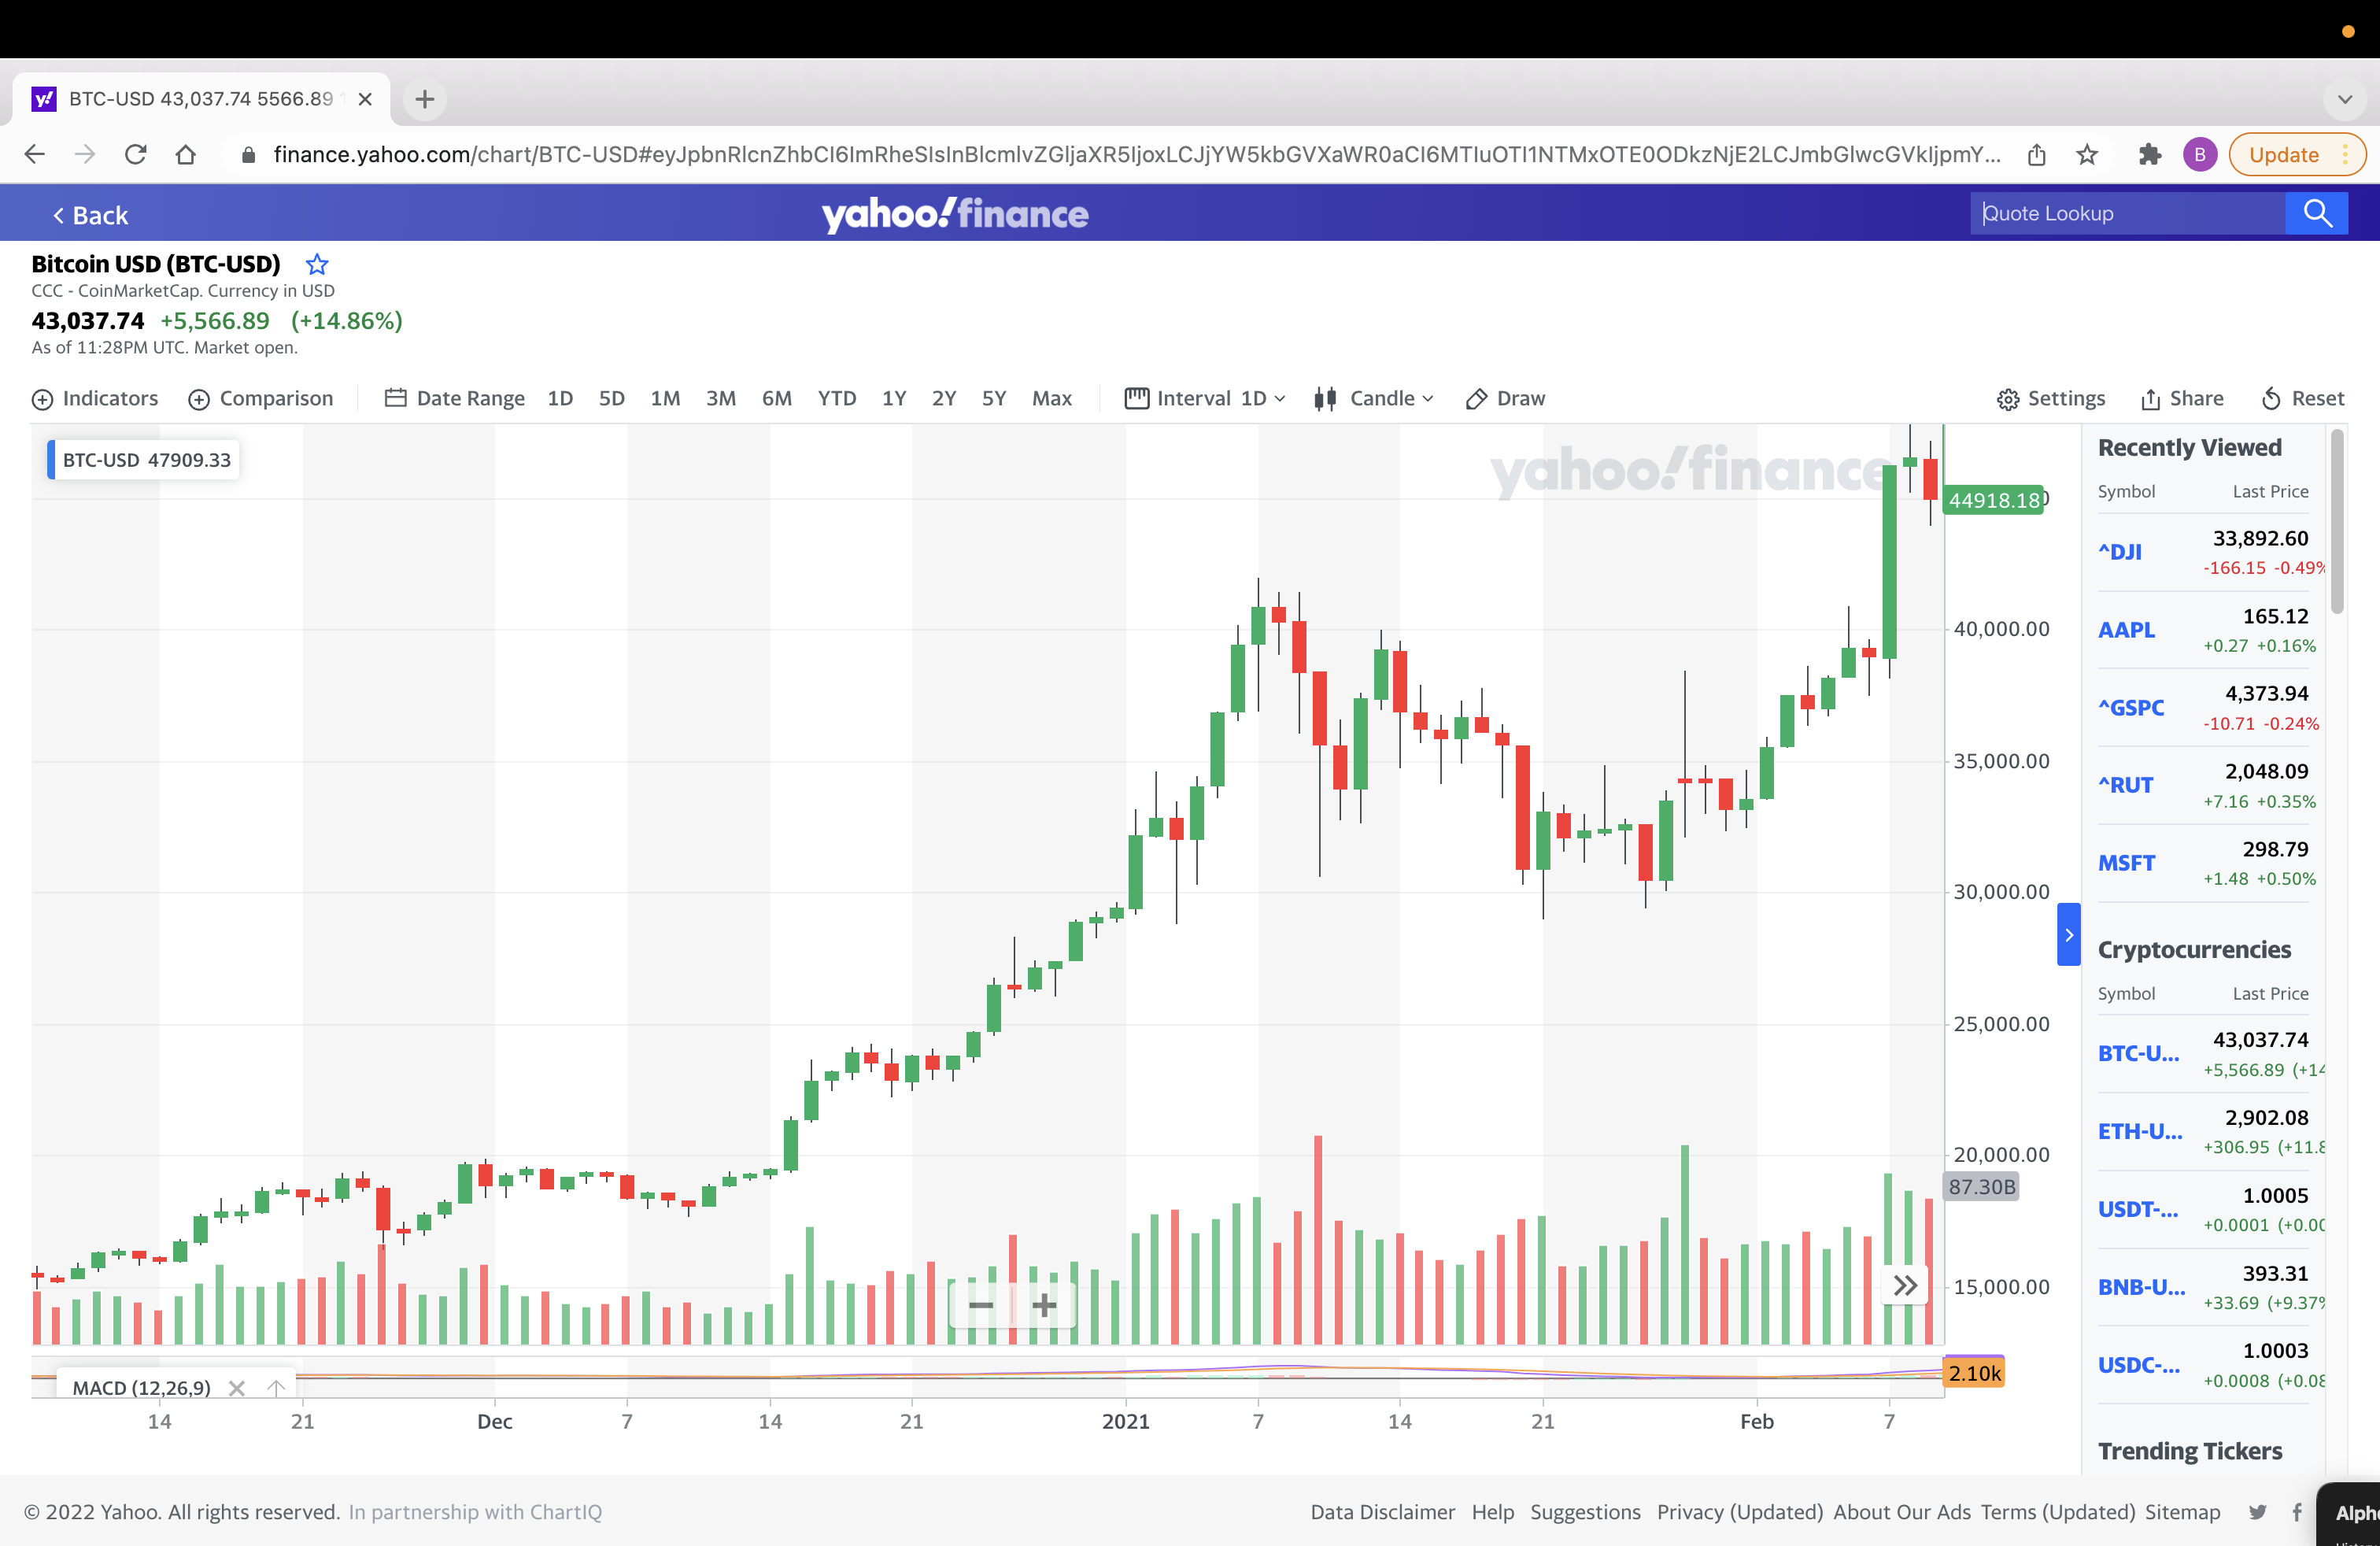 BTC-USD 43,037.74 5566.89
finance.yahoo.com/chart/BTC-USD#eyJpbnRlcnZhbCI6ImRheSIsInBlcmlvZGljaXR5IjoxLCJjYW5kbGVXaWR0aCI6MTIuOTI1NTMxOTE0ODkzNjE2LCJmbGlwcGVkIjpmY...
B
Update
Back
yahoo!finance
Quote Lookup
Bitcoin USD (BTC-USD)
CCC - CoinMarketCap. Currency in USD
43,037.74 +5,566.89 (+14.86%)
As of 11:28PM UTC. Market open.
Indicators Comparison Date Range 1D 5D 1M 3M 6M YTD 1Y 2Y 5Y Max Interval 1D Candle Draw Settings Share Reset
BTC-USD 47909.33
yahoo!finance
44918.18
40,000.00
35,000.00
30,000.00
25,000.00
20,000.00
87.30B
15,000.00
MACD (12,26,9)
2.10k
14 21 Dec 7 14 21 2021 7 14 21 Feb 7
Recently Viewed
Symbol Last Price
^DJI 33,892.60
-166.15 -0.49%
AAPL 165.12
+0.27 +0.16%
^GSPC 4,373.94
-10.71 -0.24%
^RUT 2,048.09
+7.16 +0.35%
MSFT 298.79
+1.48 +0.50%
Cryptocurrencies
Symbol Last Price
BTC-U... 43,037.74
+5,566.89 (+14
ETH-U... 2,902.08
+306.95 (+11.8
USDT-... 1.0005
+0.0001 (+0.00
BNB-U... 393.31
+33.69 (+9.37%
USDC-... 1.0003
+0.0008 (+0.08
Trending Tickers
© 2022 Yahoo. All rights reserved. In partnership with ChartIQ
Data Disclaimer Help Suggestions Privacy (Updated) About Our Ads Terms (Updated) Sitemap
Alph